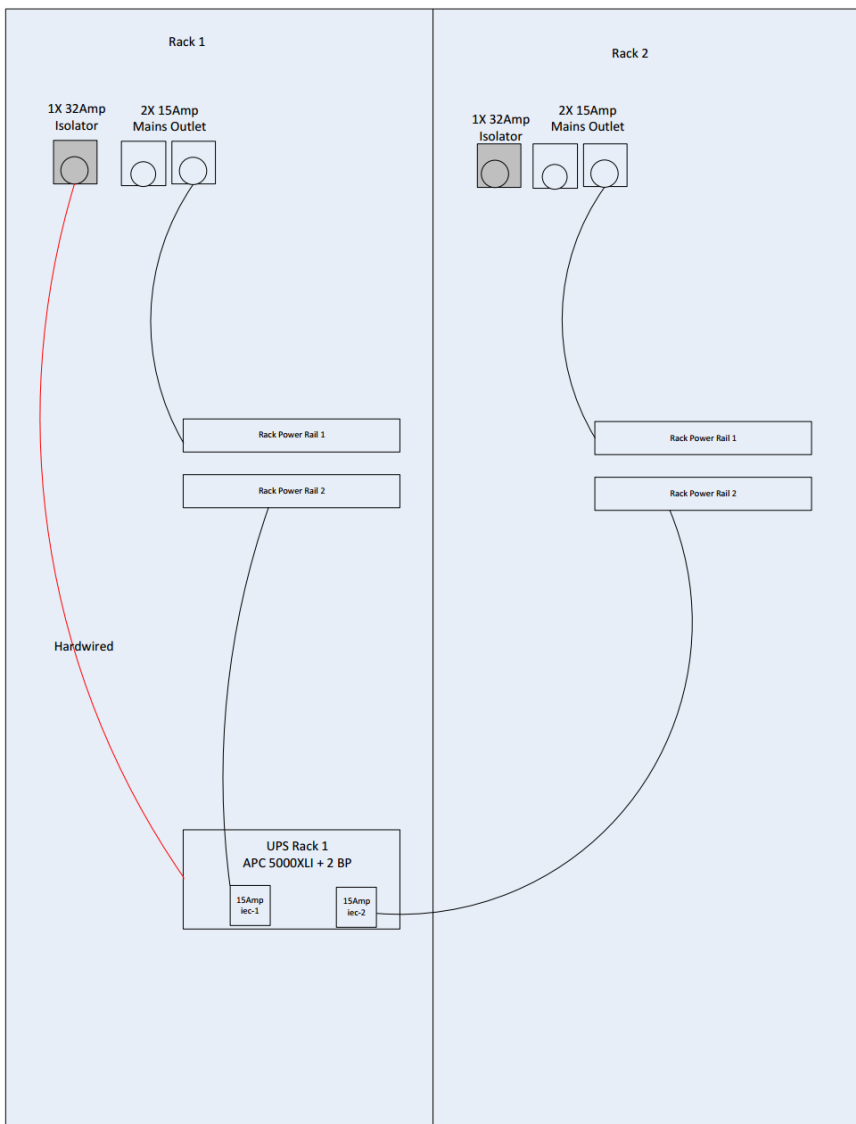 Rack 1
Rack 2
1X 32Amp
Isolator
2X 15Amp
Mains Outlet
1X 32Amp
Isolator
2X 15Amp
Mains Outlet
Rack Power Rail 1
Rack Power Rail 1
Rack Power Rail 2
Rack Power Rail 2
Hardwired
UPS Rack 1
APC 5000XLI + 2 BP
15Amp
iec-1
15Amp
iec-2